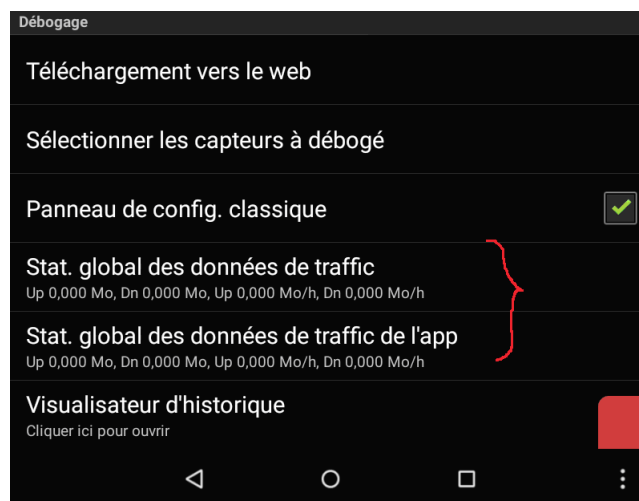 Débogage
Téléchargement vers le web
Sélectionner les capteurs à débogé
Panneau de config. classique
Stat. global des données de traffic
Up 0,000 Mo, Dn 0,000 Mo, Up 0,000 Mo/h, Dn 0,000 Mo/h
Stat. global des données de traffic de l'app
Up 0,000 Mo, Dn 0,000 Mo, Up 0,000 Mo/h, Dn 0,000 Mo/h
Visualisateur d'historique
Cliquer ici pour ouvrir